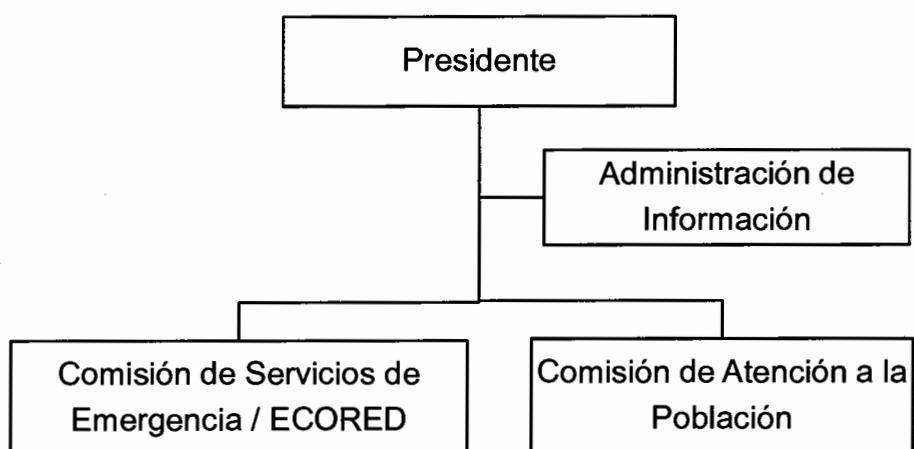 Presidente
Administración de
Información
Comisión de Servicios de
Emergencia / ECORED
Comisión de Atención a la
Población